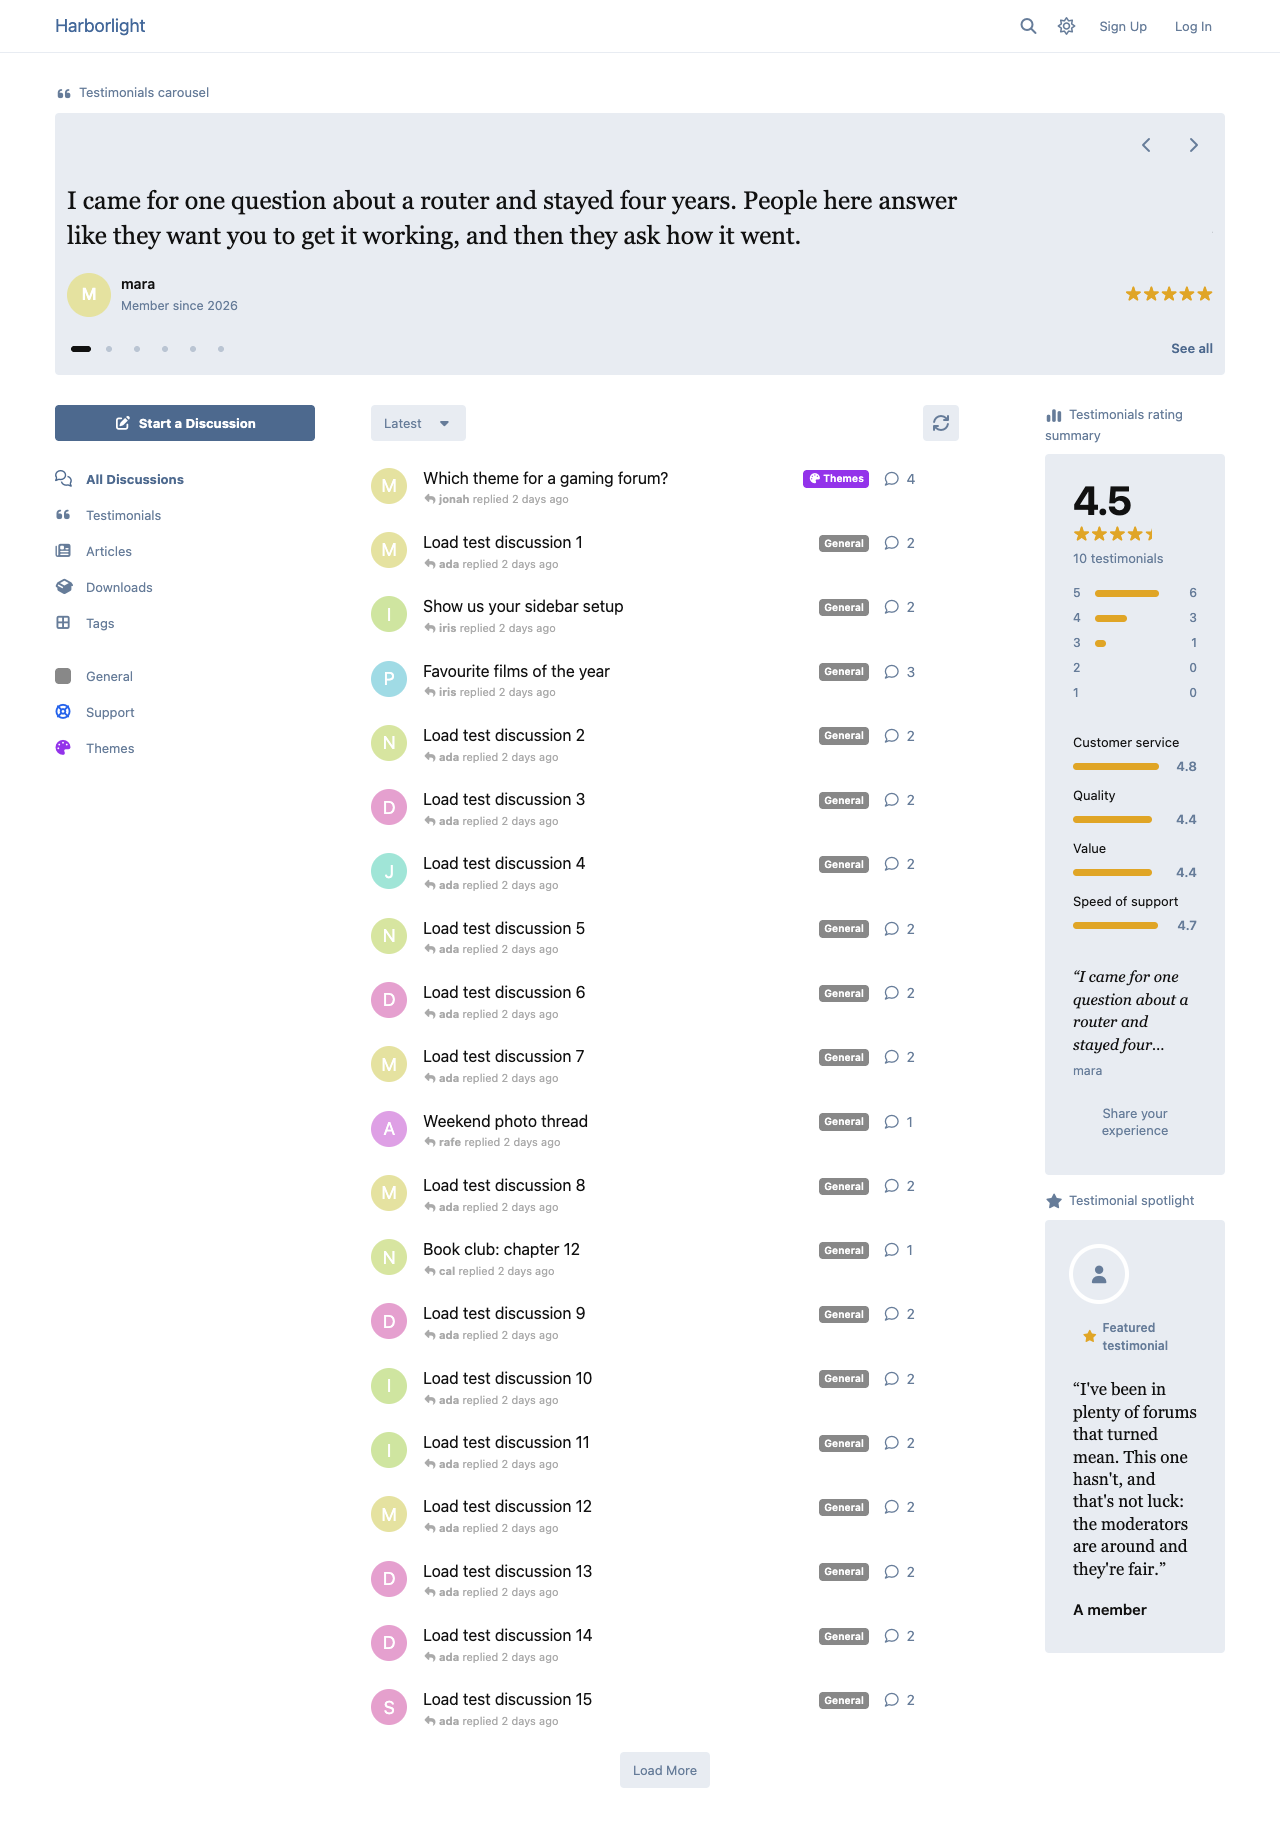 Harborlight
Sign Up
Log In
Testimonials carousel
I came for one question about a router and stayed four years. People here answer
like they want you to get it working, and then they ask how it went.
M
mara
Member since 2026
See all
Start a Discussion
All Discussions
Testimonials
Articles
Downloads
Tags
General
Support
Themes
Latest
M
Which theme for a gaming forum?
Themes
4
jonah replied 2 days ago
M
Load test discussion 1
General
2
ada replied 2 days ago
I
Show us your sidebar setup
General
2
iris replied 2 days ago
P
Favourite films of the year
General
3
iris replied 2 days ago
N
Load test discussion 2
General
2
ada replied 2 days ago
D
Load test discussion 3
General
2
ada replied 2 days ago
J
Load test discussion 4
General
2
ada replied 2 days ago
N
Load test discussion 5
General
2
ada replied 2 days ago
D
Load test discussion 6
General
2
ada replied 2 days ago
M
Load test discussion 7
General
2
ada replied 2 days ago
A
Weekend photo thread
General
1
rafe replied 2 days ago
M
Load test discussion 8
General
2
ada replied 2 days ago
N
Book club: chapter 12
General
1
cal replied 2 days ago
D
Load test discussion 9
General
2
ada replied 2 days ago
I
Load test discussion 10
General
2
ada replied 2 days ago
I
Load test discussion 11
General
2
ada replied 2 days ago
M
Load test discussion 12
General
2
ada replied 2 days ago
D
Load test discussion 13
General
2
ada replied 2 days ago
D
Load test discussion 14
General
2
ada replied 2 days ago
S
Load test discussion 15
General
2
ada replied 2 days ago
Load More
Testimonials rating
summary
4.5
10 testimonials
5 6
4 3
3 1
2 0
1 0
Customer service
4.8
Quality
4.4
Value
4.4
Speed of support
4.7
“I came for one
question about a
router and
stayed four…
mara
Share your
experience
Testimonial spotlight
Featured
testimonial
“I've been in
plenty of forums
that turned
mean. This one
hasn't, and
that's not luck:
the moderators
are around and
they're fair.”
A member